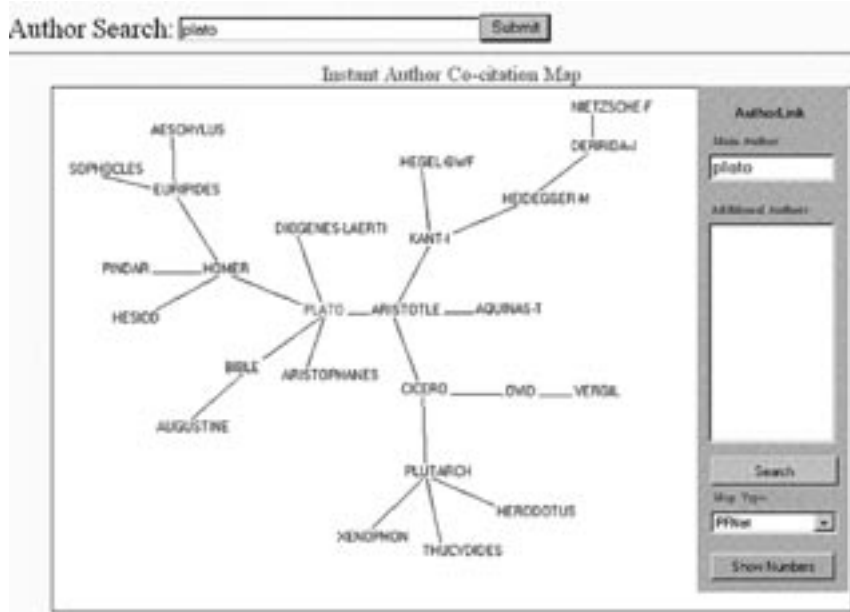 Author Search: plato Submit
Instant Author Co-citation Map
NIETZSCHE-F
AESCHYLUS
DERRIDA-J
SOPHOCLES
HEGEL-GWF
EURIPIDES
HEIDEGGER-M
DIOGENES-LAERTI
KANT-I
PINDAR
HOMER
HESIOD
PLATO
ARISTOTLE
AQUINAS-T
BIBLE
ARISTOPHANES
CICERO
OVID
VERGIL
AUGUSTINE
PLUTARCH
HERODOTUS
XENOPHON
THUCYDIDES
AuthorLink
Main Author
plato
Additional Authors
Search
Map Type
PFNet
Show Numbers